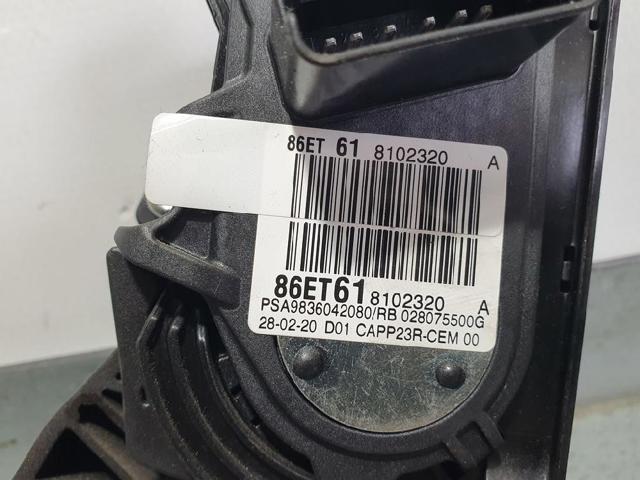 86ET 61 8102320 A
86ET61 8102320 A
PSA9836042080/RB 028075500G
28-02-20 D01 CAPP23R-CEM 00